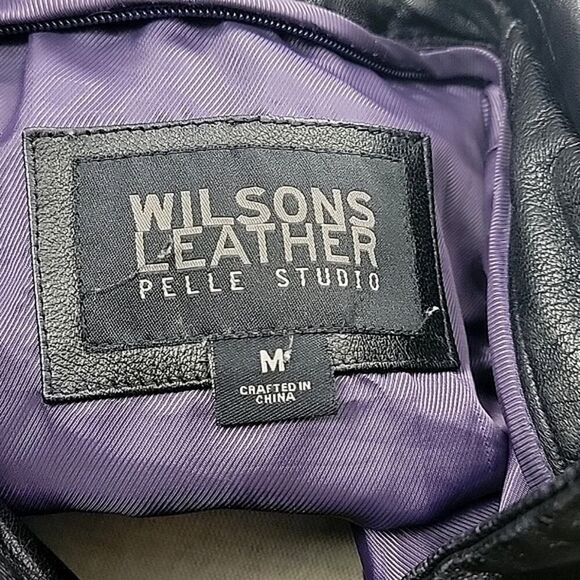 WILSONS
LEATHER
PELLE STUDIO
M
CRAFTED IN
CHINA